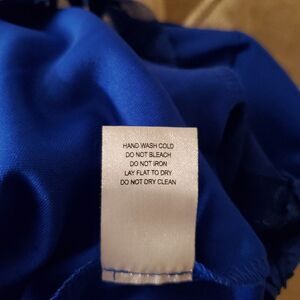 HAND WASH COLD
DO NOT BLEACH
DO NOT IRON
LAY FLAT TO DRY
DO NOT DRY CLEAN